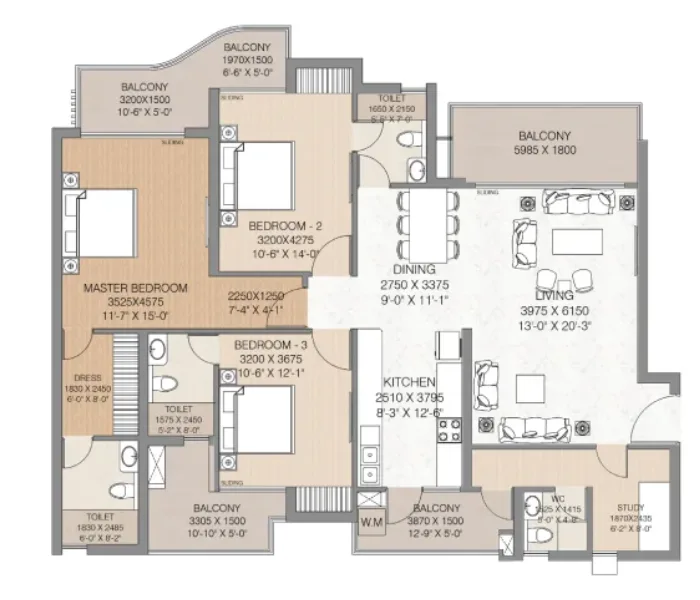 BALCONY
1970X1500
6'-6" X 5'-0"
BALCONY
3200X1500
10'-6" X 5'-0"
SLIDING
TOILET
1650 X 2150
5'-5" X 7'-0"
BALCONY
5985 X 1800
SLIDING
SLIDING
BEDROOM - 2
3200X4275
10'-6" X 14'-0"
MASTER BEDROOM
3525X4575
11'-7" X 15'-0"
2250X1250
7'-4" X 4'-1"
DINING
2750 X 3375
9'-0" X 11'-1"
LIVING
3975 X 6150
13'-0" X 20'-3"
BEDROOM - 3
3200 X 3675
10'-6" X 12'-1"
DRESS
1830 X 2450
6'-0" X 8'-0"
TOILET
1575 X 2450
5'-2" X 8'-0"
KITCHEN
2510 X 3795
8'-3" X 12'-6"
SLIDING
TOILET
1830 X 2485
6'-0" X 8'-2"
BALCONY
3305 X 1500
10'-10" X 5'-0"
W.M
BALCONY
3870 X 1500
12'-9" X 5'-0"
WC
X 1415
STUDY
1870X2435
6'-2" X 8'-0"